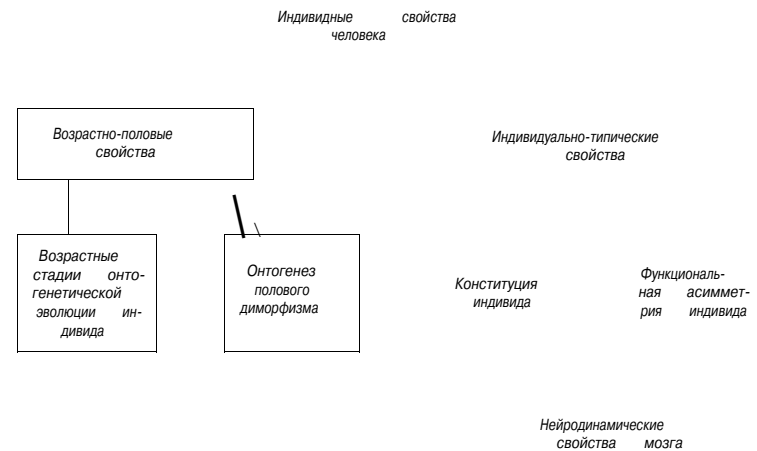 Индивидные свойства
человека
Возрастно-половые
свойства
Индивидуально-типические
свойства
Возрастные
стадии онто-
генетической
эволюции ин-
дивида
Онтогенез
полового
диморфизма
Конституция
индивида
Функциональ-
ная асиммет-
рия индивида
Нейродинамические
свойства мозга